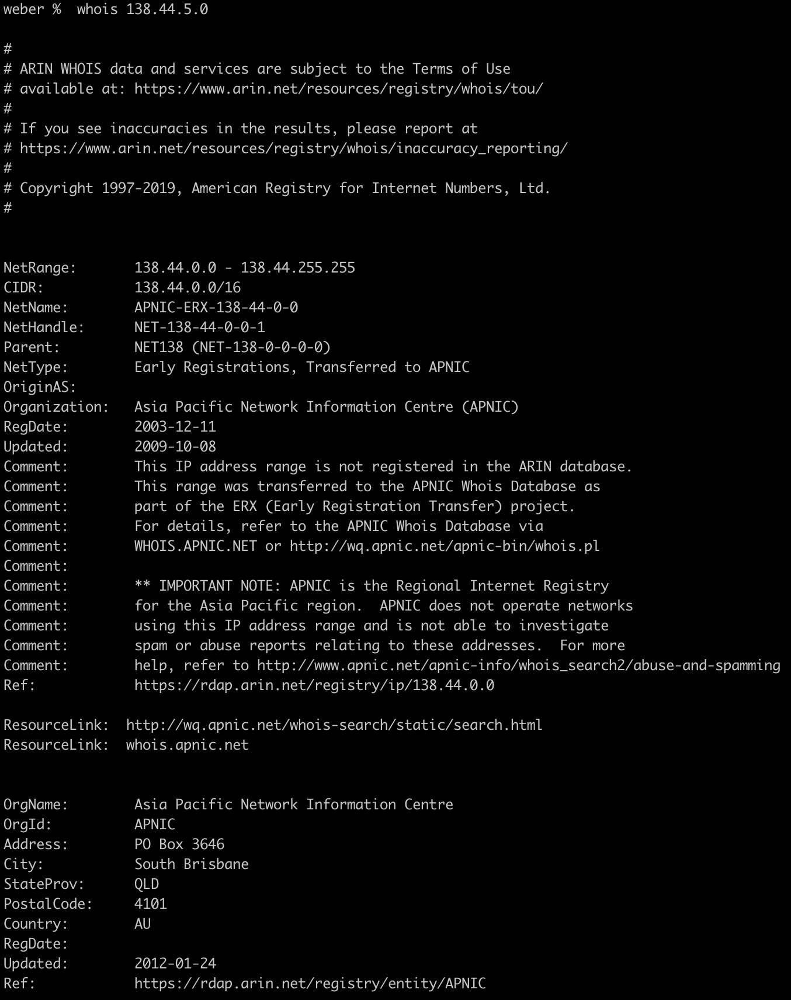 weber %  whois 138.44.5.0
#
# ARIN WHOIS data and services are subject to the Terms of Use
# available at: https://www.arin.net/resources/registry/whois/tou/
#
# If you see inaccuracies in the results, please report at
# https://www.arin.net/resources/registry/whois/inaccuracy_reporting/
#
# Copyright 1997-2019, American Registry for Internet Numbers, Ltd.
#
NetRange:       138.44.0.0 - 138.44.255.255
CIDR:           138.44.0.0/16
NetName:        APNIC-ERX-138-44-0-0
NetHandle:      NET-138-44-0-0-1
Parent:         NET138 (NET-138-0-0-0-0)
NetType:        Early Registrations, Transferred to APNIC
OriginAS:
Organization:   Asia Pacific Network Information Centre (APNIC)
RegDate:        2003-12-11
Updated:        2009-10-08
Comment:        This IP address range is not registered in the ARIN database.
Comment:        This range was transferred to the APNIC Whois Database as
Comment:        part of the ERX (Early Registration Transfer) project.
Comment:        For details, refer to the APNIC Whois Database via
Comment:        WHOIS.APNIC.NET or http://wq.apnic.net/apnic-bin/whois.pl
Comment:
Comment:        ** IMPORTANT NOTE: APNIC is the Regional Internet Registry
Comment:        for the Asia Pacific region.  APNIC does not operate networks
Comment:        using this IP address range and is not able to investigate
Comment:        spam or abuse reports relating to these addresses.  For more
Comment:        help, refer to http://www.apnic.net/apnic-info/whois_search2/abuse-and-spamming
Ref:            https://rdap.arin.net/registry/ip/138.44.0.0
ResourceLink:  http://wq.apnic.net/whois-search/static/search.html
ResourceLink:  whois.apnic.net
OrgName:        Asia Pacific Network Information Centre
OrgId:          APNIC
Address:        PO Box 3646
City:           South Brisbane
StateProv:      QLD
PostalCode:     4101
Country:        AU
RegDate:
Updated:        2012-01-24
Ref:            https://rdap.arin.net/registry/entity/APNIC